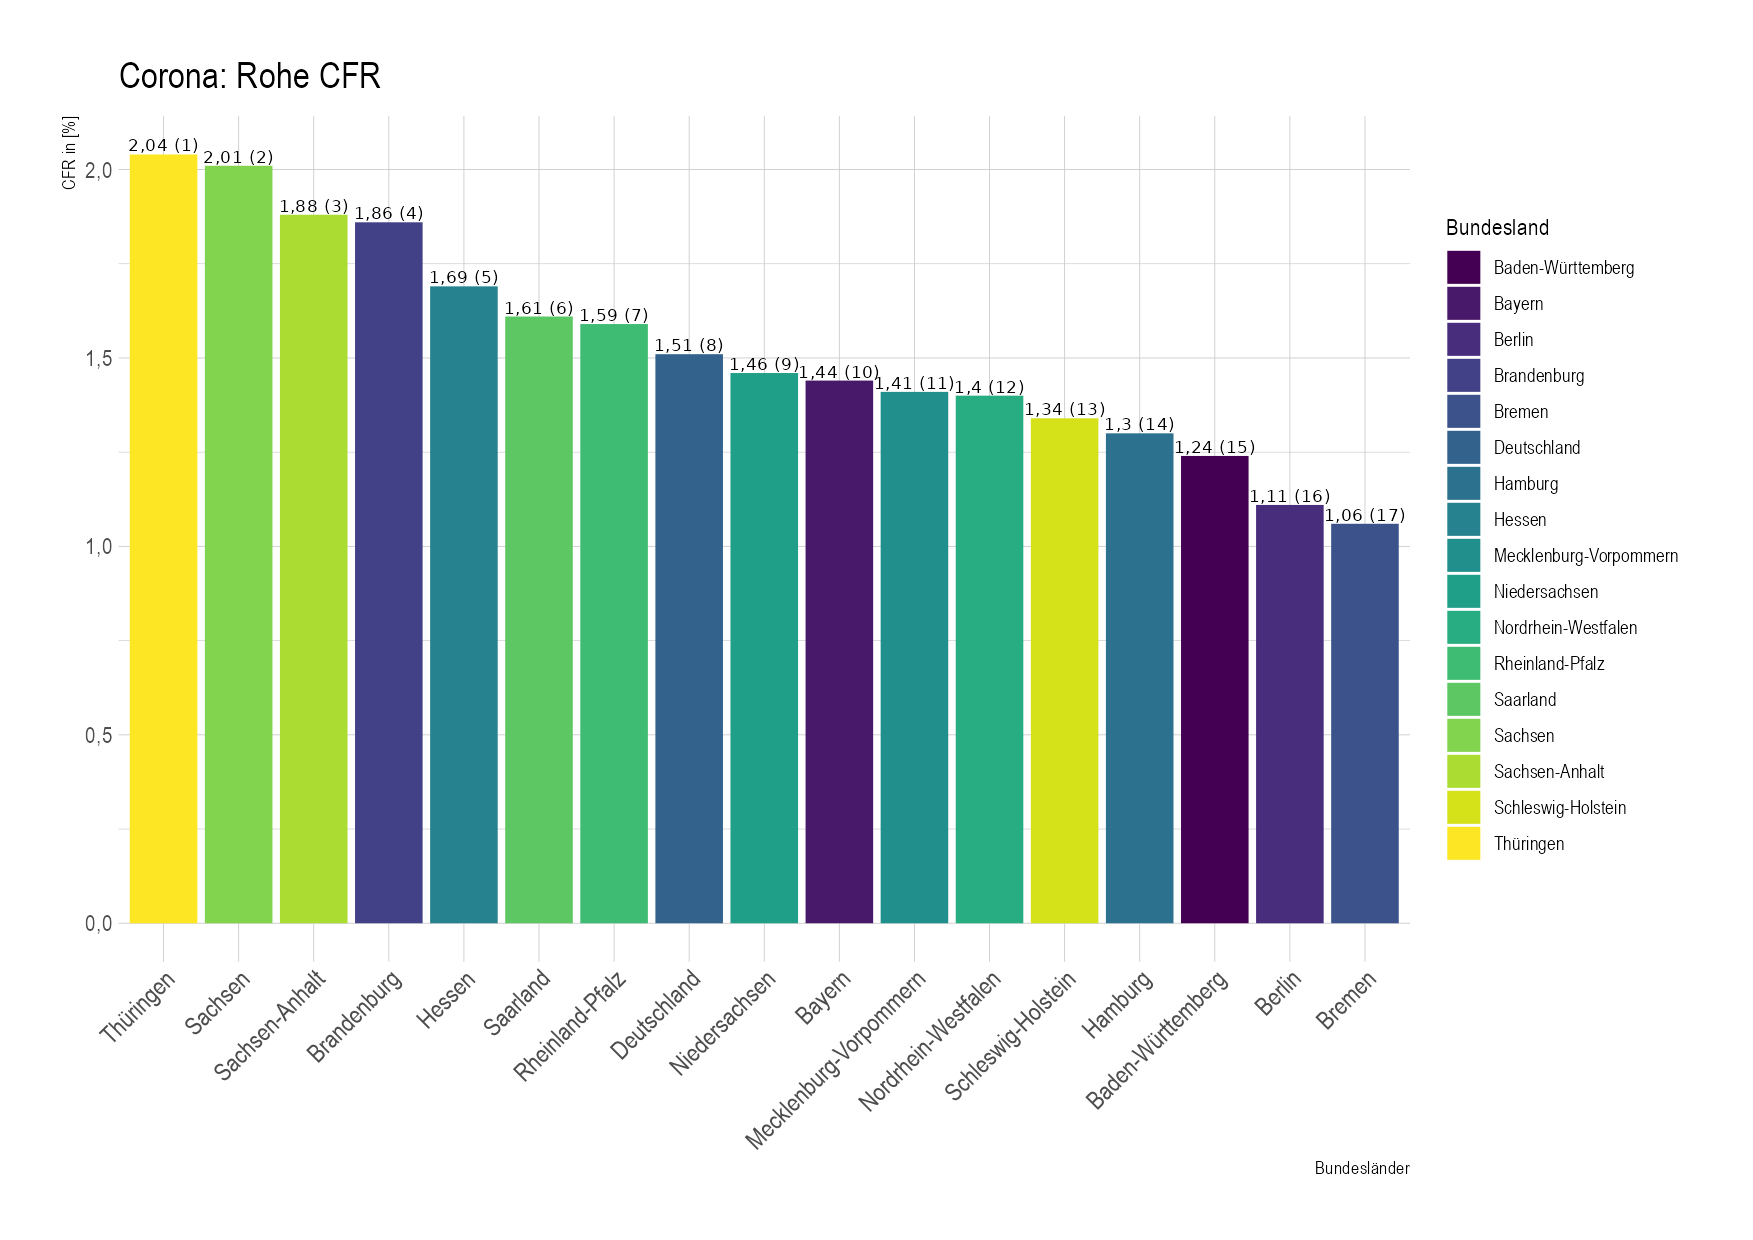 Corona: Rohe CFR
CFR in [%]
2,04 (1)
2,01 (2)
1,88 (3)
1,86 (4)
1,69 (5)
1,61 (6)
1,59 (7)
1,51 (8)
1,46 (9)
1,44 (10)
1,41 (11)
1,4 (12)
1,34 (13)
1,3 (14)
1,24 (15)
1,11 (16)
1,06 (17)
2,0
1,5
1,0
0,5
0,0
Thüringen
Sachsen
Sachsen-Anhalt
Brandenburg
Hessen
Saarland
Rheinland-Pfalz
Deutschland
Niedersachsen
Bayern
Mecklenburg-Vorpommern
Nordrhein-Westfalen
Schleswig-Holstein
Hamburg
Baden-Württemberg
Berlin
Bremen
Bundesländer
Bundesland
Baden-Württemberg
Bayern
Berlin
Brandenburg
Bremen
Deutschland
Hamburg
Hessen
Mecklenburg-Vorpommern
Niedersachsen
Nordrhein-Westfalen
Rheinland-Pfalz
Saarland
Sachsen
Sachsen-Anhalt
Schleswig-Holstein
Thüringen